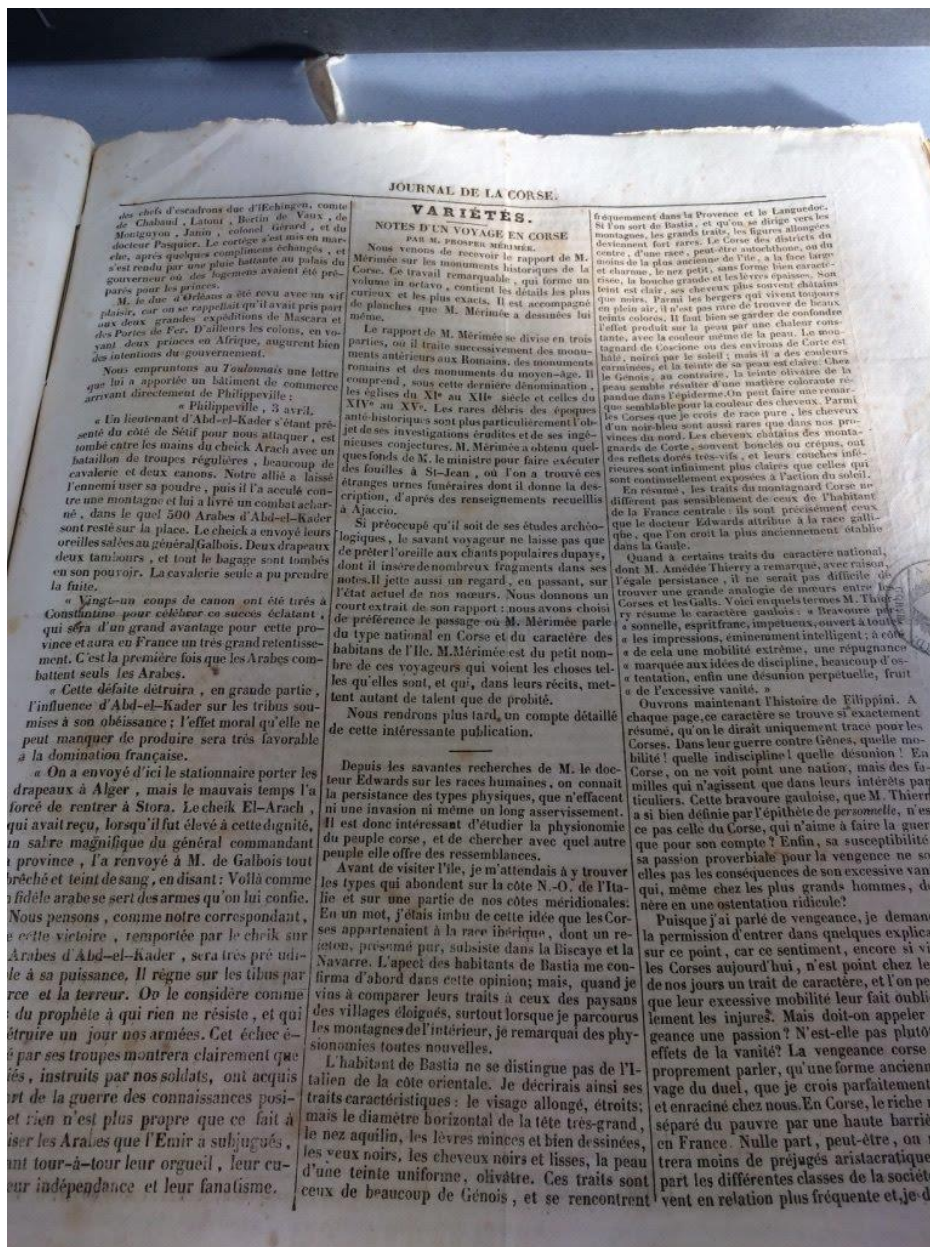 JOURNAL DE LA CORSE.
des chefs d'escadrons duc d'lEchingen, comte
de Chabaud, Latour, Bertin de Vaux, de
Montguyon, Janin, colonel Gérard, et du
docteur Pasquier. Le cortège s'est mis en mar-
che, après quelques complimens échangés, et
s'est rendu par une pluie battante au palais du
gouverneur où des logemens avaient été pré-
parés pour les princes.
M. le duc d'Orléans a été revu avec un vif
plaisir, car on se rappelait qu'il avait pris part
aux deux grandes expéditions de Mascara et
des Portes de Fer. D'ailleurs les colons, en vo-
yant deux princes en Afrique, augurent bien
des intentions du gouvernement.
Nous empruntons au Toulonnais une lettre
que lui a apportée un bâtiment de commerce
arrivant directement de Philippeville :
« Philippeville, 3 avril.
« Un lieutenant d'Abd-el-Kader s'étant pré-
senté du côté de Sétif pour nous attaquer, est
tombé entre les mains du cheick Arach avec un
bataillon de troupes régulières, beaucoup de
cavalerie et deux canons. Notre allié a laissé
l'ennemi user sa poudre, puis il l'a acculé con-
tre une montagne et lui a livré un combat achar-
né, dans le quel 500 Arabes d'Abd-el-Kader
sont resté sur la place. Le cheick a envoyé leurs
oreilles salées au général Galbois. Deux drapeaux
deux tambours, et tout le bagage sont tombés
en son pouvoir. La cavalerie seule a pu prendre
la fuite.
« Vingt-un coups de canon ont été tirés à
Constantine pour célébrer ce succès éclatant,
qui sera d'un grand avantage pour cette pro-
vince et aura en France un très grand retentisse-
ment. C'est la première fois que les Arabes com-
battent seuls les Arabes.
« Cette défaite détruira, en grande partie,
l'influence d'Abd-el-Kader sur les tribus sou-
mises à son obéissance ; l'effet moral qu'elle ne
peut manquer de produire sera très favorable
à la domination française.
« On a envoyé d'ici le stationnaire porter les
drapeaux à Alger, mais le mauvais temps l'a
forcé de rentrer à Stora. Le cheik El-Arach,
qui avait reçu, lorsqu'il fut élevé à cette dignité,
un sabre magnifique du général commandant
province, l'a renvoyé à M. de Galbois tout
brêché et teint de sang, en disant : Voilà comme
fidèle arabe se sert des armes qu'on lui confie.
Nous pensons, comme notre correspondant,
cette victoire, remportée par le cheik sur
Arabes d'Abd-el-Kader, sera très pré udi-
le à sa puissance. Il règne sur les tibus par
rce et la terreur. On le considère comme
du prophète à qui rien ne résiste, et qui
étruire un jour nos armées. Cet échec é-
é par ses troupes montrera clairement que
iés, instruits par nos soldats, ont acquis
rt de la guerre des connaissances posi-
et rien n'est plus propre que ce fait à
iser les Arabes que l'Emir a subjugués,
nt tour-à-tour leur orgueil, leur cu-
eur indépendance et leur fanatisme.
VARIÉTÉS.
NOTES D'UN VOYAGE EN CORSE
PAR M. PROSPER MÉRIMÉE.
Nous venons de recevoir le rapport de M.
Mérimée sur les monuments historiques de la
Corse. Ce travail remarquable, qui forme un
volume in octavo, contient les détails les plus
curieux et les plus exacts. Il est accompagné
de planches que M. Mérimée a dessinées lui
même.
Le rapport de M. Mérimée se divise en trois
parties, où il traite successivement des monu-
ments antérieurs aux Romains, des monuments
romains et des monuments du moyen-âge. Il
comprend, sous cette dernière dénomination,
les églises du XIe au XIIe siècle et celles du
XIVe au XVe. Les rares débris des époques
anté-historiques sont plus particulièrement l'ob-
jet de ses investigations érudites et de ses ingé-
nieuses conjectures. M. Mérimée a obtenu quel-
ques fonds de M. le ministre pour faire exécuter
des fouilles à St-Jean, où l'on a trouvé ces
étranges urnes funéraires dont il donne la des-
cription, d'après des renseignements recueillis
à Ajaccio.
Si préoccupé qu'il soit de ses études archéo-
logiques, le savant voyageur ne laisse pas que
de prêter l'oreille aux chants populaires du pays,
dont il insère de nombreux fragments dans ses
notes. Il jette aussi un regard, en passant, sur
l'état actuel de nos mœurs. Nous donnons un
court extrait de son rapport : nous avons choisi
de préférence le passage où M. Mérimée parle
du type national en Corse et du caractère des
habitants de l'Ile. M. Mérimée est du petit nom-
bre de ces voyageurs qui voient les choses tel-
les qu'elles sont, et qui, dans leurs récits, met-
tent autant de talent que de probité.
Nous rendrons plus tard, un compte détaillé
de cette intéressante publication.
Depuis les savantes recherches de M. le doc-
teur Edwards sur les races humaines, on connaît
la persistance des types physiques, que n'effacent
ni une invasion ni même un long asservissement.
Il est donc intéressant d'étudier la physionomie
du peuple corse, et de chercher avec quel autre
peuple elle offre des ressemblances.
Avant de visiter l'île, je m'attendais à y trouver
les types qui abondent sur la côte N.-O. de l'Ita-
lie et sur une partie de nos côtes méridionales.
En un mot, j'étais imbu de cette idée que les Cor-
ses appartenaient à la race ibérique, dont un re-
jeton, présumé pur, subsiste dans la Biscaye et la
Navarre. L'apect des habitants de Bastia me con-
firma d'abord dans cette opinion; mais, quand je
vins à comparer leurs traits à ceux des paysans
des villages éloignés, surtout lorsque je parcourus
les montagnes de l'intérieur, je remarquai des phy-
sionomies toutes nouvelles.
L'habitant de Bastia ne se distingue pas de l'I-
talien de la côte orientale. Je décrirais ainsi ses
traits caractéristiques : le visage allongé, étroits;
mais le diamètre horizontal de la tête très-grand,
le nez aquilin, les lèvres minces et bien dessinées,
les yeux noirs, les cheveux noirs et lisses, la peau
d'une teinte uniforme, olivâtre. Ces traits sont
ceux de beaucoup de Génois, et se rencontrent
fréquemment dans la Provence et le Languedoc.
Si l'on sort de Bastia, et qu'on se dirige vers les
montagnes, les grands traits, les figures allongées
deviennent fort rares. Le Corse des districts du
centre, d'une race, peut-être autochthone, ou du
moins de la plus ancienne de l'île, a la face large
et charnue, le nez petit, sans forme bien caracté-
risée, la bouche grande et les lèvres épaisses. Son
teint est clair, ses cheveux plus souvent châtains
que noirs. Parmi les bergers qui vivent toujours
en plein air, il n'est pas rare de trouver de beaux
teints colorés. Il faut bien se garder de confondre
l'effet produit sur la peau par une chaleur cons-
tante, avec la couleur même de la peau. Le mon-
tagnard de Coscione ou des environs de Corte est
hâlé, noirci par le soleil; mais il a des couleurs
carminées, et la teinte de sa peau est claire. Chez
le Génois, au contraire, la teinte olivâtre de la
peau semble résulter d'une matière colorante ré-
pandue dans l'épiderme. On peut faire une remar-
que semblable pour la couleur des cheveux. Parmi
les Corses que je crois de race pure, les cheveux
d'un noir-bleu sont aussi rares que dans nos pro-
vinces du nord. Les cheveux châtains des monta-
gnards de Corte, souvent bouclés ou crépus, ont
des reflets dorés très-vifs, et leurs couches infé-
rieures sont infiniment plus claires que celles qui
sont continuellement exposées à l'action du soleil.
En résumé, les traits du montagnard Corse ne
diffèrent pas sensiblement de ceux de l'habitant
de la France centrale : ils sont précisément ceux
que le docteur Edwards attribue à la race galli-
que, que l'on croit la plus anciennement établie
dans la Gaule.
Quand à certains traits du caractère national,
dont M. Amédée Thierry a remarqué, avec raison,
l'égale persistance, il ne serait pas difficile de
trouver une grande analogie de mœurs entre les
Corses et les Galls. Voici en quels termes M. Thier-
ry résume le caractère gaulois : « Bravoure per
« sonnelle, esprit franc, impétueux, ouvert à tout
« les impressions, éminemment intelligent ; à côté
« de cela une mobilité extrême, une répugnance
« marquée aux idées de discipline, beaucoup d'os-
« tentation, enfin une désunion perpétuelle, fruit
« de l'excessive vanité. »
Ouvrons maintenant l'histoire de Filippini. A
chaque page, ce caractère se trouve si exactement
résumé, qu'on le dirait uniquement tracé pour les
Corses. Dans leur guerre contre Gênes, quelle mo-
bilité ! quelle indiscipline ! quelle désunion ! En
Corse, on ne voit point une nation, mais des fa-
milles qui n'agissent que dans leurs intérêts par
ticuliers. Cette bravoure gauloise, que M. Thierr
a si bien définie par l'épithète de personnelle, n'es
ce pas celle du Corse, qui n'aime à faire la guer
que pour son compte ? Enfin, sa susceptibilité
sa passion proverbiale pour la vengence ne so
elles pas les conséquences de son excessive van
qui, même chez les plus grands hommes, d
nère en une ostentation ridicule ?
Puisque j'ai parlé de vengeance, je deman
la permission d'entrer dans quelques explica
sur ce point, car ce sentiment, encore si vi
les Corses aujourd'hui, n'est point chez le
de nos jours un trait de caractère, et l'on pe
que leur excessive mobilité leur fait oubli
lement les injures. Mais doit-on appeler
geance une passion ? N'est-elle pas plutô
effets de la vanité ? La vengeance corse
proprement parler, qu'une forme ancienn
vage du duel, que je crois parfaitement
et enraciné chez nous. En Corse, le riche
séparé du pauvre par une haute barriè
en France. Nulle part, peut-être, on
trera moins de préjugés aristacratique
part les différentes classes de la société
vent en relation plus fréquente et, je d